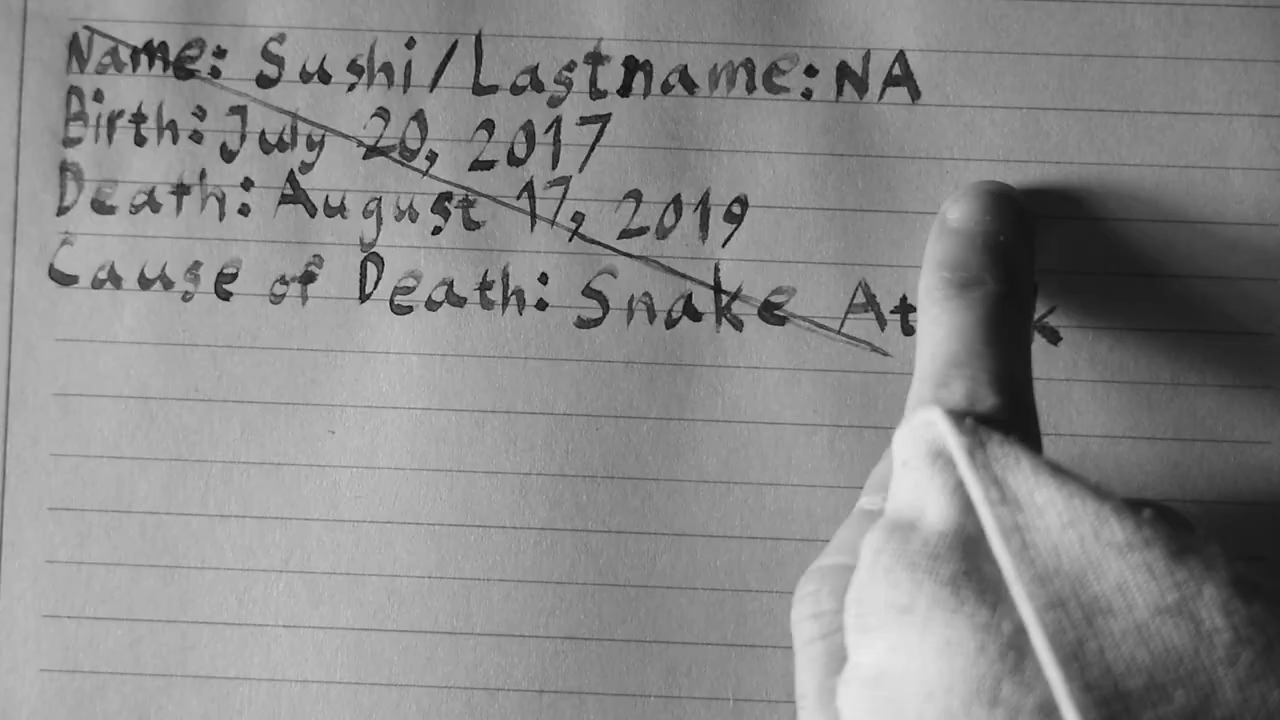 Name: Sushi/Lastname: NA
Birth: July 20, 2017
Death: August 17, 2019
Cause of Death: Snake